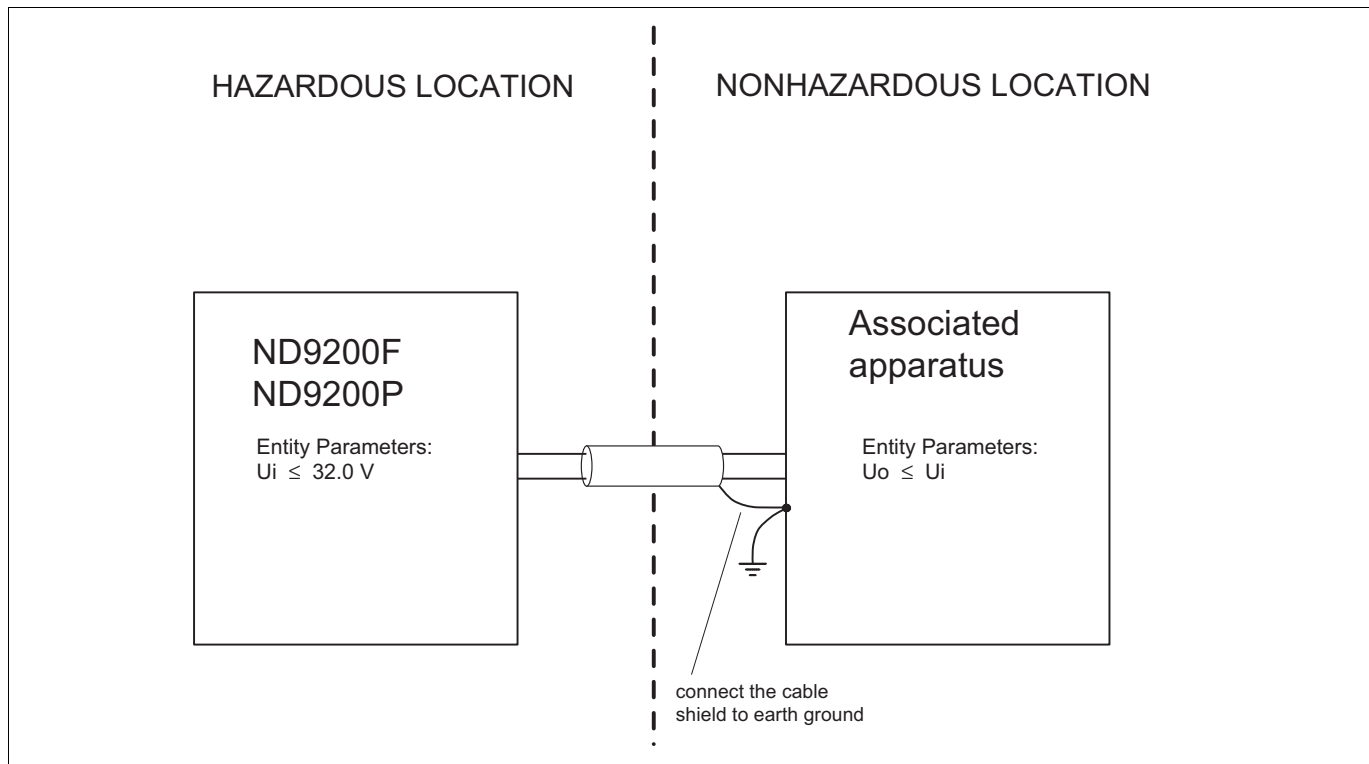 HAZARDOUS LOCATION
NONHAZARDOUS LOCATION
ND9200F
ND9200P
Entity Parameters:
Ui ≤ 32.0 V
Associated
apparatus
Entity Parameters:
Uo ≤ Ui
connect the cable
shield to earth ground